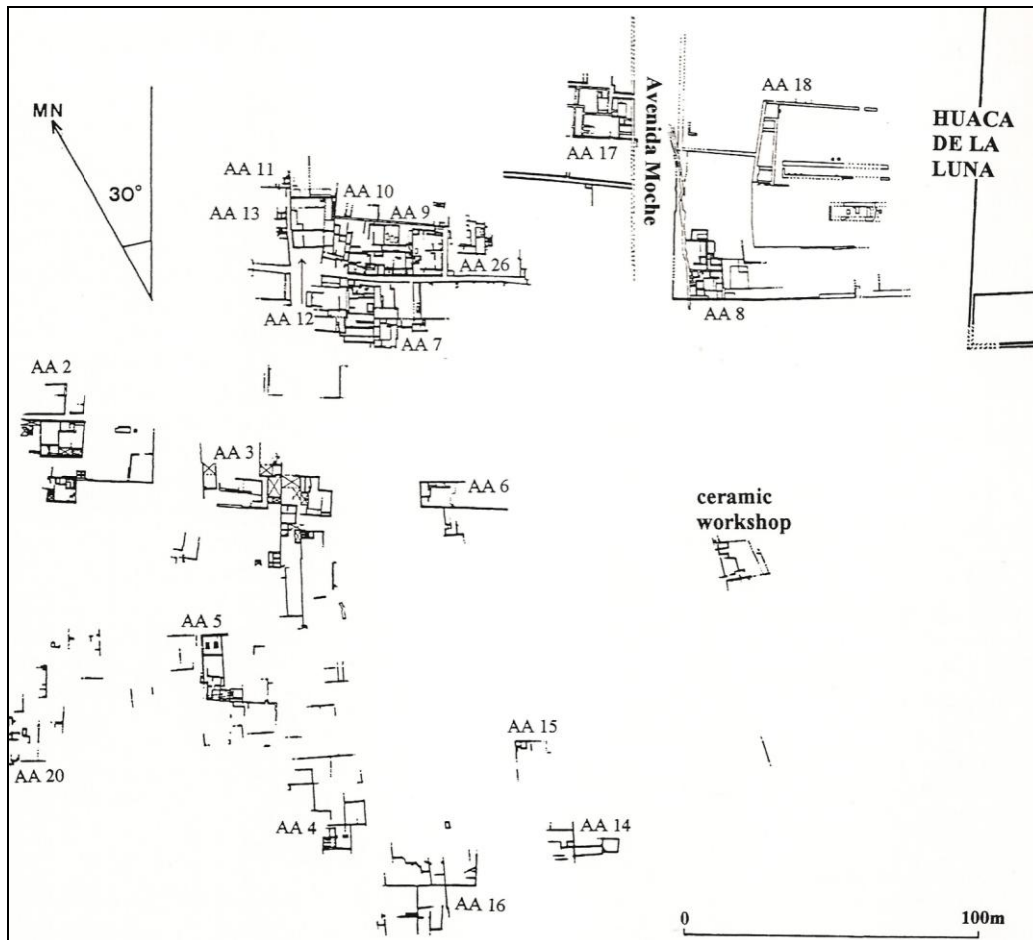 MN
30°
AA 18
AA 17
Avenida Moche
HUACA
DE LA
LUNA
AA 11
AA 10
AA 13
AA 9
AA 26
AA 12
AA 7
AA 8
AA 2
AA 3
AA 6
ceramic
workshop
AA 5
AA 15
AA 20
AA 4
AA 14
AA 16
0
100m